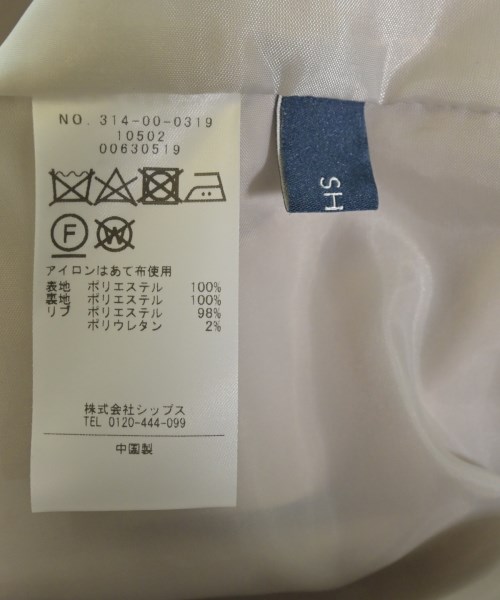 NO. 314-00-0319
10502
00630519
F W
アイロンはあて布使用
表地 ポリエステル 100%
裏地 ポリエステル 100%
リブ ポリエステル 98%
ポリウレタン 2%
株式会社シップス
TEL 0120-444-099
中国製
SH